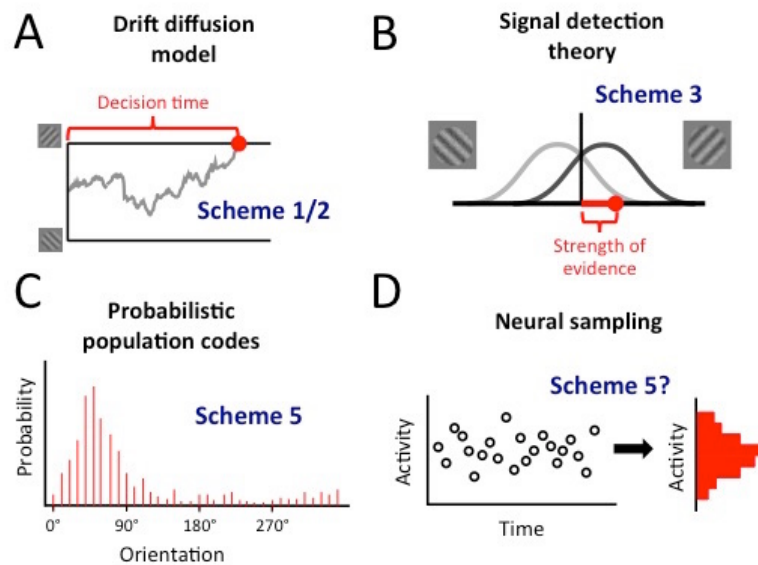 A
Drift diffusion
model
Decision time
Scheme 1/2
B
Signal detection
theory
Scheme 3
Strength of
evidence
C
Probabilistic
population codes
Scheme 5
Probability
0° 90° 180° 270°
Orientation
D
Neural sampling
Scheme 5?
Activity
Time
Activity